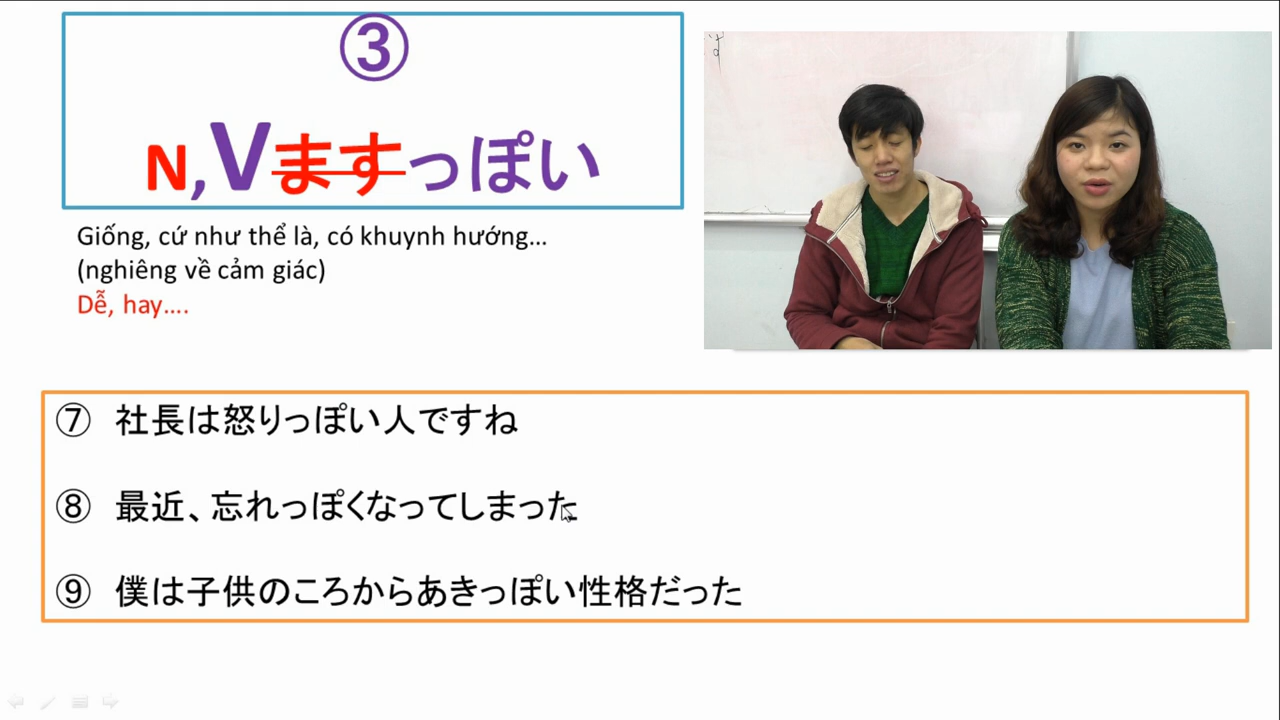 ③
N,Vますっぽい
Giống, cứ như thể là, có khuynh hướng...
(nghiêng về cảm giác)
Dễ, hay....
⑦ 社長は怒りっぽい人ですね
⑧ 最近、忘れっぽくなってしまった
⑨ 僕は子供のころからあきっぽい性格だった